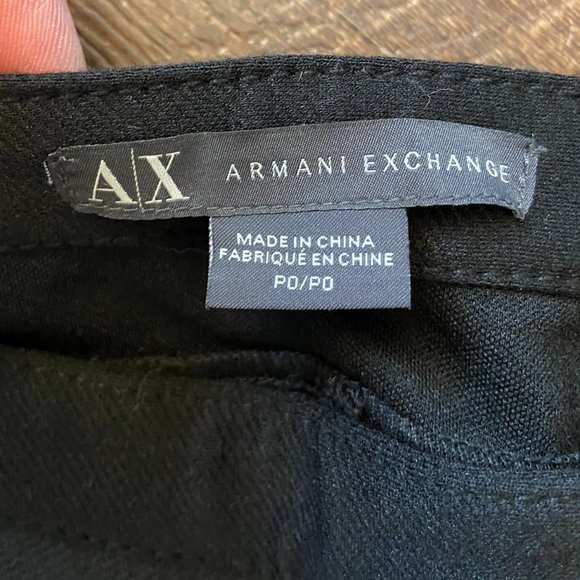 A|X ARMANI EXCHANGE
MADE IN CHINA
FABRIQUÉ EN CHINE
P0/P0